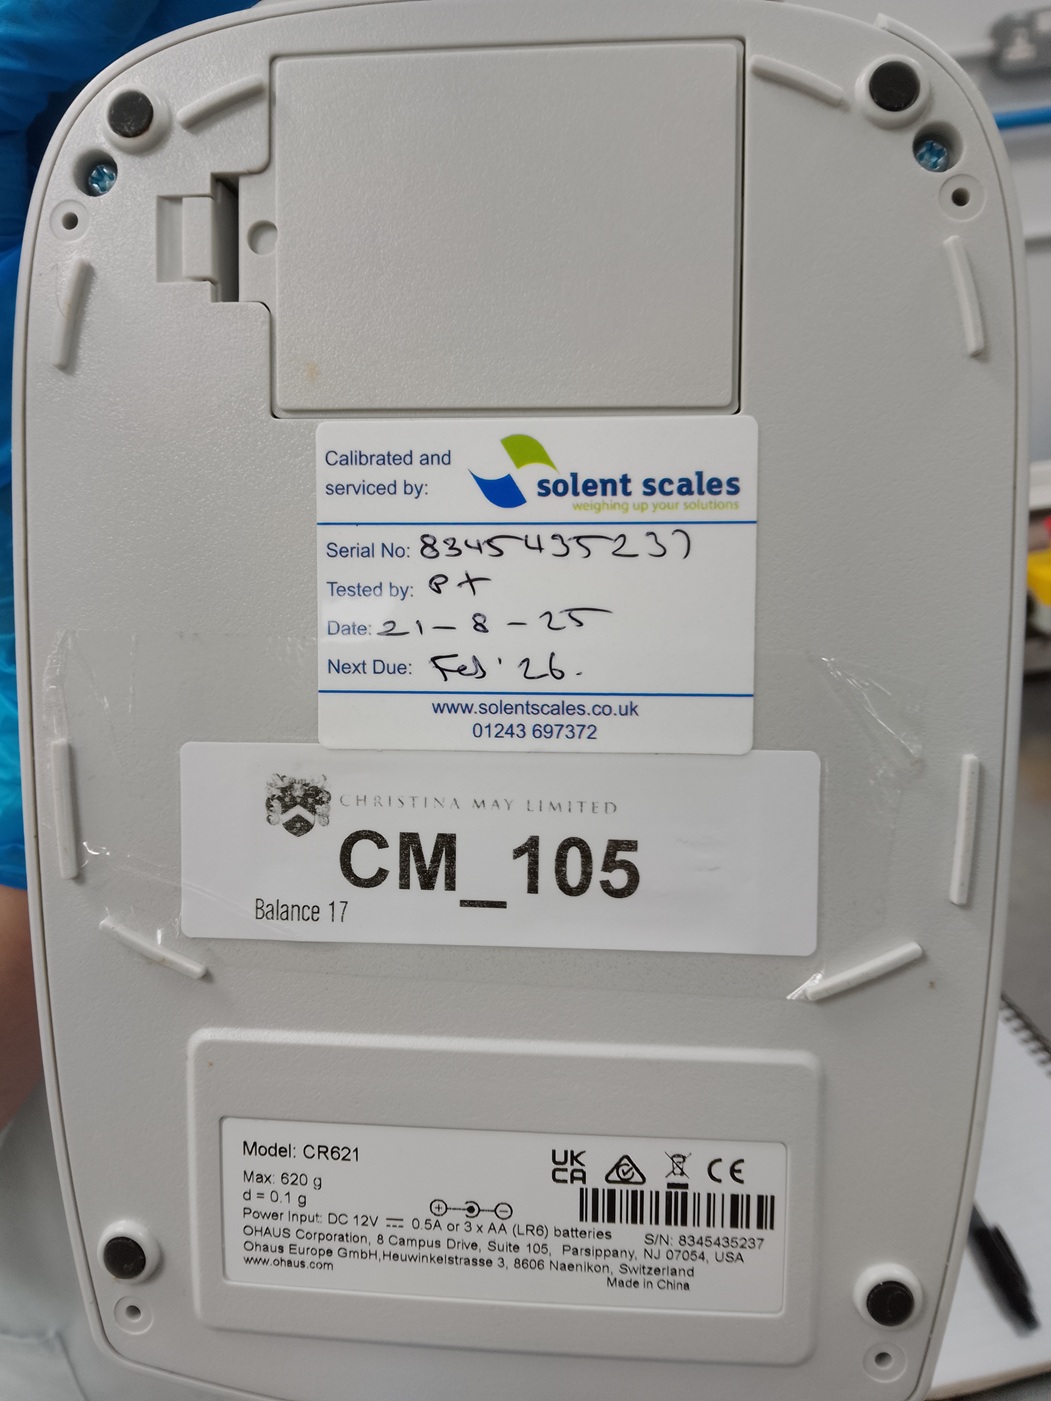 Calibrated and
serviced by:
solent scales
weighing up your solutions
Serial No: 8345435237
Tested by: PT
Date: 21-8-25
Next Due: Feb '26.
www.solentscales.co.uk
01243 697372
CHRISTINA MAY LIMITED
CM_105
Balance 17
Model: CR621
Max: 620 g
d = 0.1 g
Power Input: DC 12V ⎓ 0.5A or 3 x AA (LR6) batteries
UK
CA
CE
S/N: 8345435237
OHAUS Corporation, 8 Campus Drive, Suite 105, Parsippany, NJ 07054, USA
Ohaus Europe GmbH,Heuwinkelstrasse 3, 8606 Naenikon, Switzerland
www.ohaus.com
Made in China